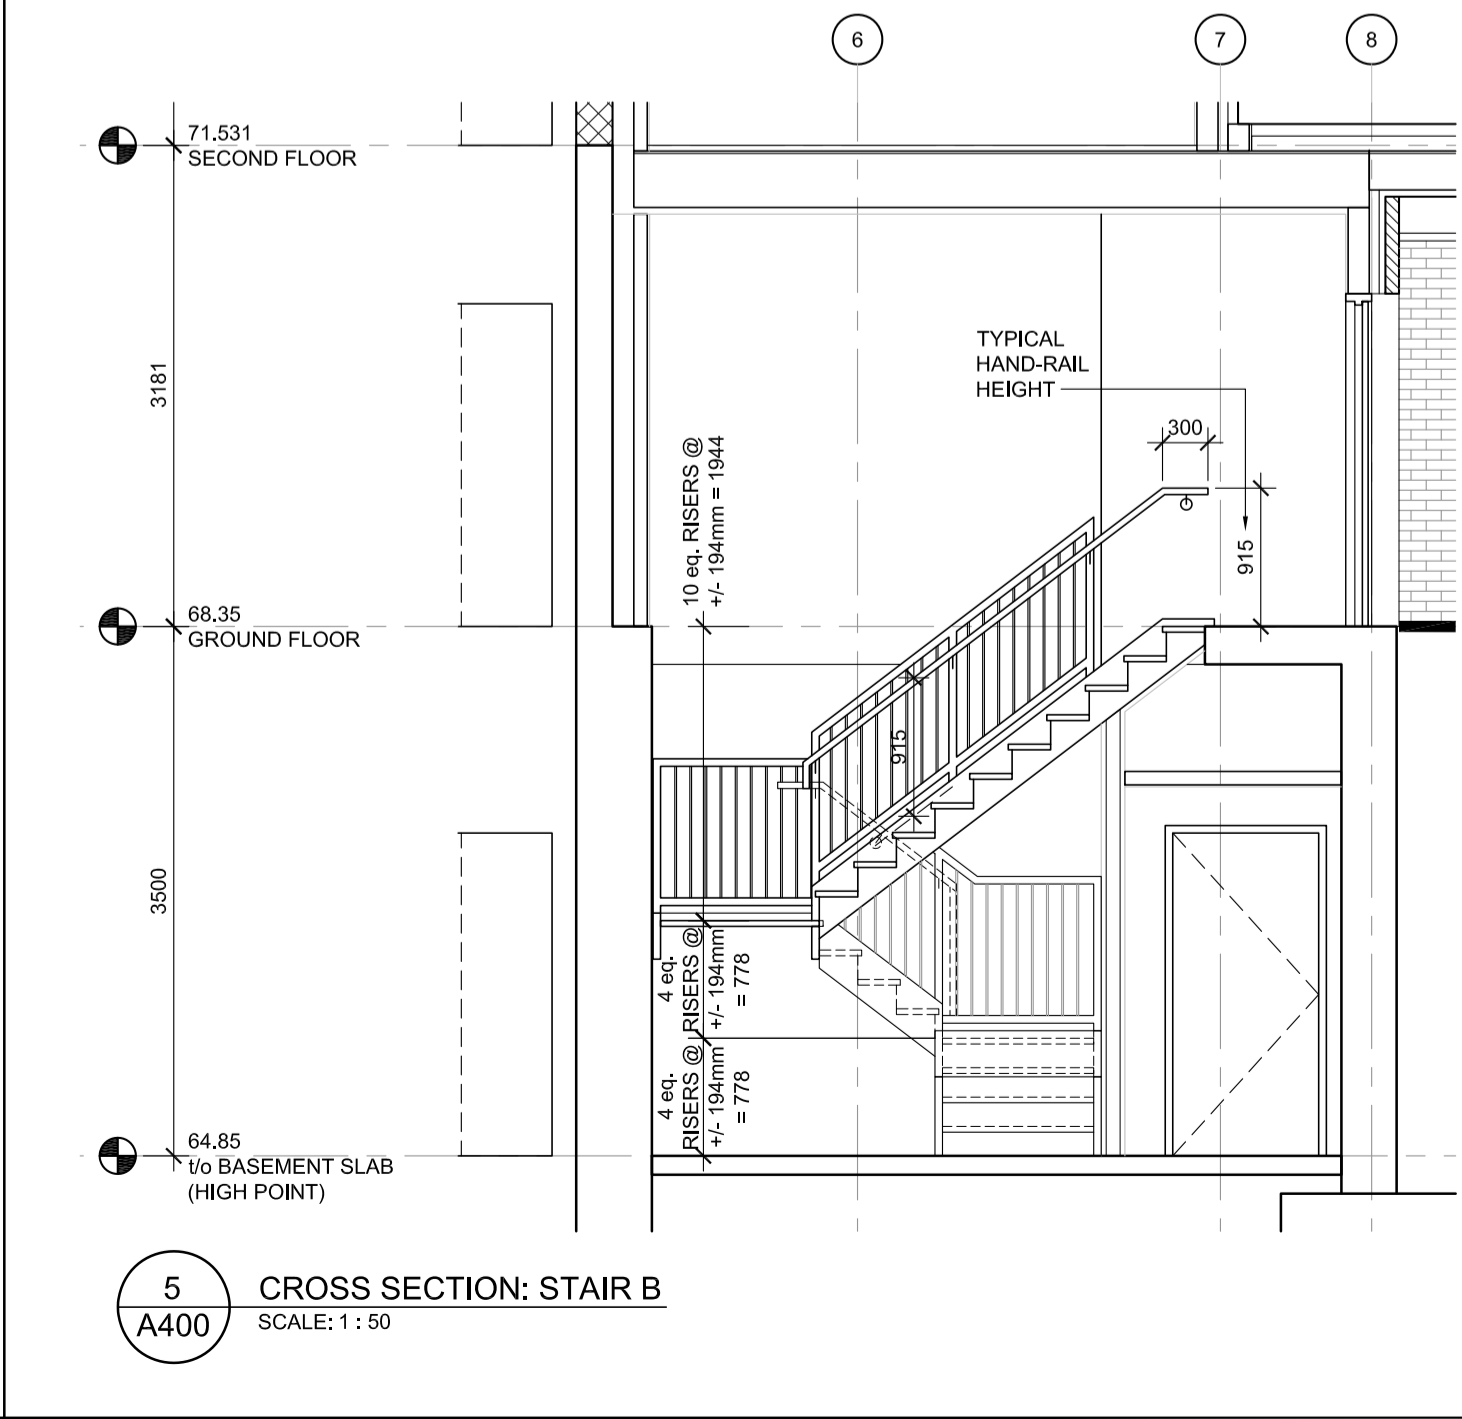 6
7
8
71.531
SECOND FLOOR
3181
TYPICAL
HAND-RAIL
HEIGHT
300
10 eq. RISERS @
+/- 194mm = 1944
915
68.35
GROUND FLOOR
915
3500
4 eq.
RISERS @
+/- 194mm
= 778
4 eq.
RISERS @
+/- 194mm
= 778
64.85
t/o BASEMENT SLAB
(HIGH POINT)
5
A400
CROSS SECTION: STAIR B
SCALE: 1 : 50